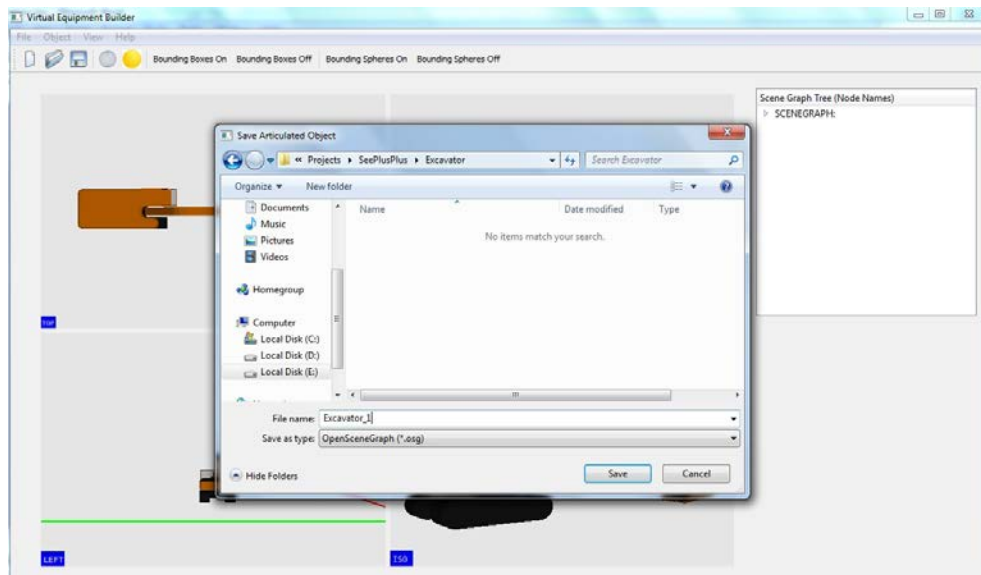 Virtual Equipment Builder
File Object View Help
Bounding Boxes On Bounding Boxes Off Bounding Spheres On Bounding Spheres Off
Scene Graph Tree (Node Names)
SCENEGRAPH:
Save Articulated Object
« Projects SeePlusPlus Excavator Search Excavator
Organize New folder
Documents
Music
Pictures
Videos
Homegroup
Computer
Local Disk (C:)
Local Disk (D:)
Local Disk (E:)
Name Date modified Type
No items match your search.
File name: Excavator_1
Save as type: OpenSceneGraph (*.osg)
Hide Folders Save Cancel
TOP
LEFT
ISO